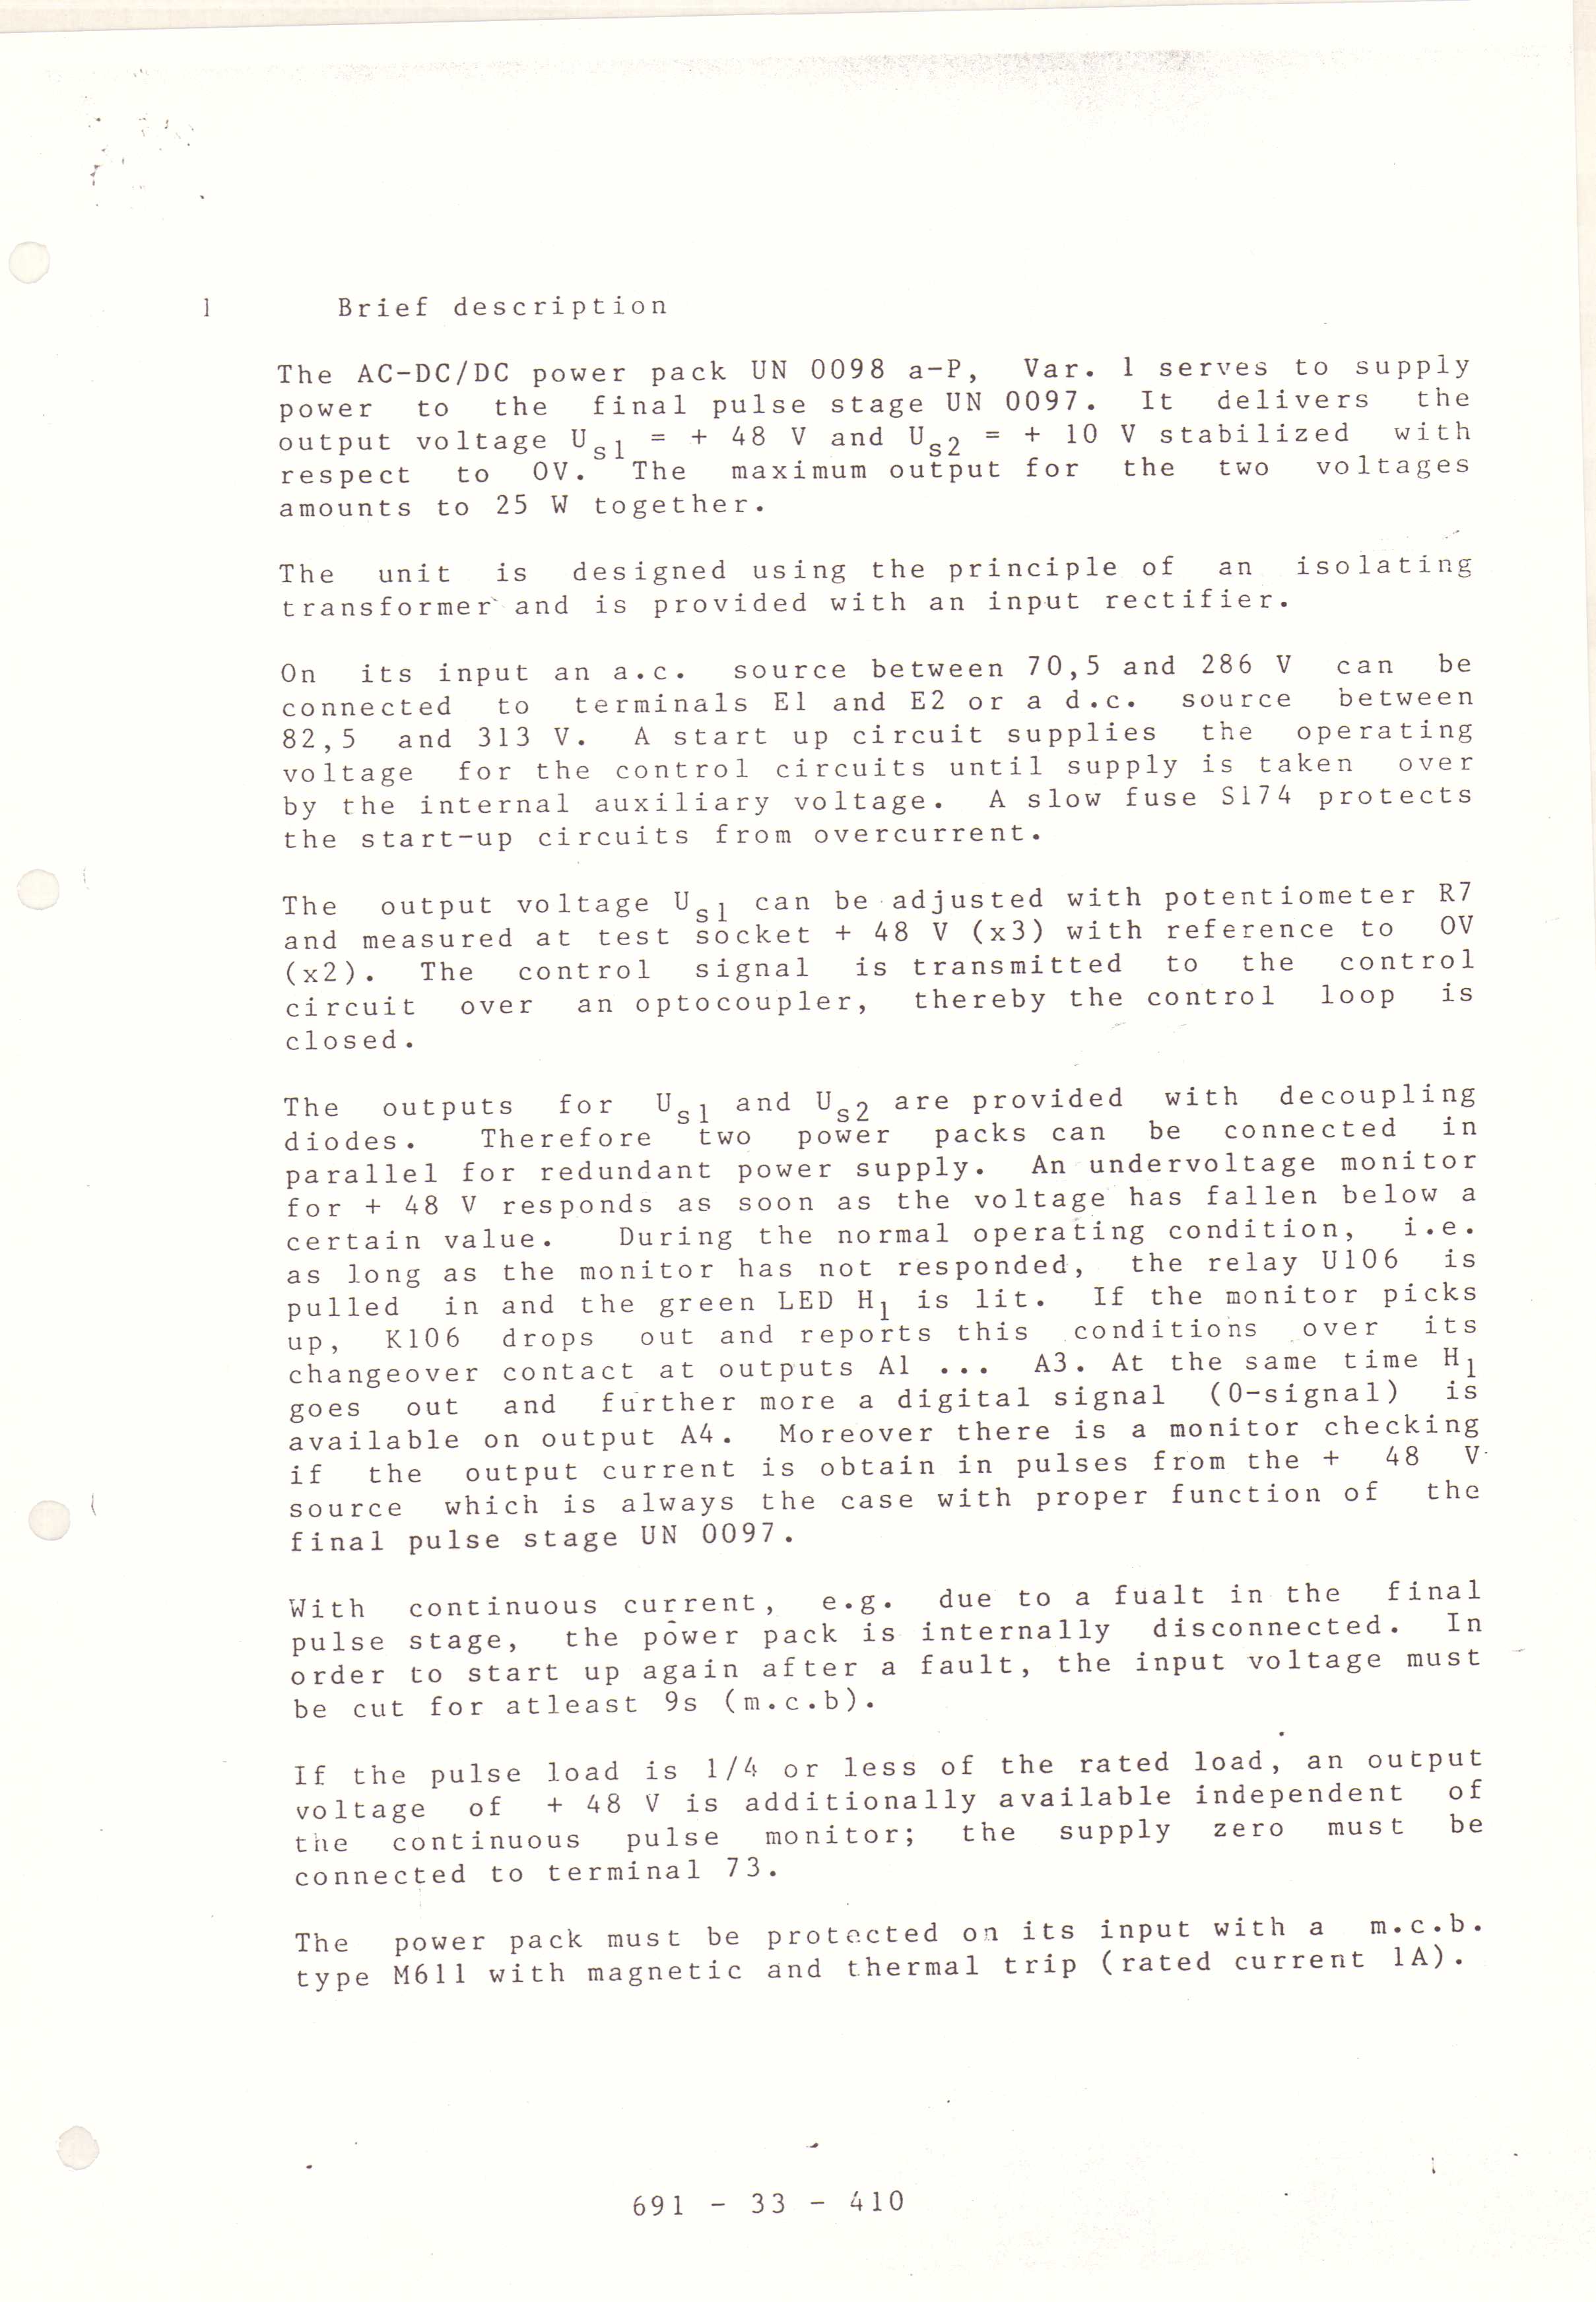 1 Brief description
The AC-DC/DC power pack UN 0098 a-P, Var. 1 serves to supply
power to the final pulse stage UN 0097. It delivers the
output voltage Us1 = + 48 V and Us2 = + 10 V stabilized with
respect to 0V. The maximum output for the two voltages
amounts to 25 W together.
The unit is designed using the principle of an isolating
transformer and is provided with an input rectifier.
On its input an a.c. source between 70,5 and 286 V can be
connected to terminals E1 and E2 or a d.c. source between
82,5 and 313 V. A start up circuit supplies the operating
voltage for the control circuits until supply is taken over
by the internal auxiliary voltage. A slow fuse S174 protects
the start-up circuits from overcurrent.
The output voltage Us1 can be adjusted with potentiometer R7
and measured at test socket + 48 V (x3) with reference to 0V
(x2). The control signal is transmitted to the control
circuit over an optocoupler, thereby the control loop is
closed.
The outputs for Us1 and Us2 are provided with decoupling
diodes. Therefore two power packs can be connected in
parallel for redundant power supply. An undervoltage monitor
for + 48 V responds as soon as the voltage has fallen below a
certain value. During the normal operating condition, i.e.
as long as the monitor has not responded, the relay U106 is
pulled in and the green LED H1 is lit. If the monitor picks
up, K106 drops out and reports this conditions over its
changeover contact at outputs A1 ... A3. At the same time H1
goes out and further more a digital signal (0-signal) is
available on output A4. Moreover there is a monitor checking
if the output current is obtain in pulses from the + 48 V
source which is always the case with proper function of the
final pulse stage UN 0097.
With continuous current, e.g. due to a fualt in the final
pulse stage, the power pack is internally disconnected. In
order to start up again after a fault, the input voltage must
be cut for atleast 9s (m.c.b).
If the pulse load is 1/4 or less of the rated load, an output
voltage of + 48 V is additionally available independent of
the continuous pulse monitor; the supply zero must be
connected to terminal 73.
The power pack must be protected on its input with a m.c.b.
type M611 with magnetic and thermal trip (rated current 1A).
691 - 33 - 410